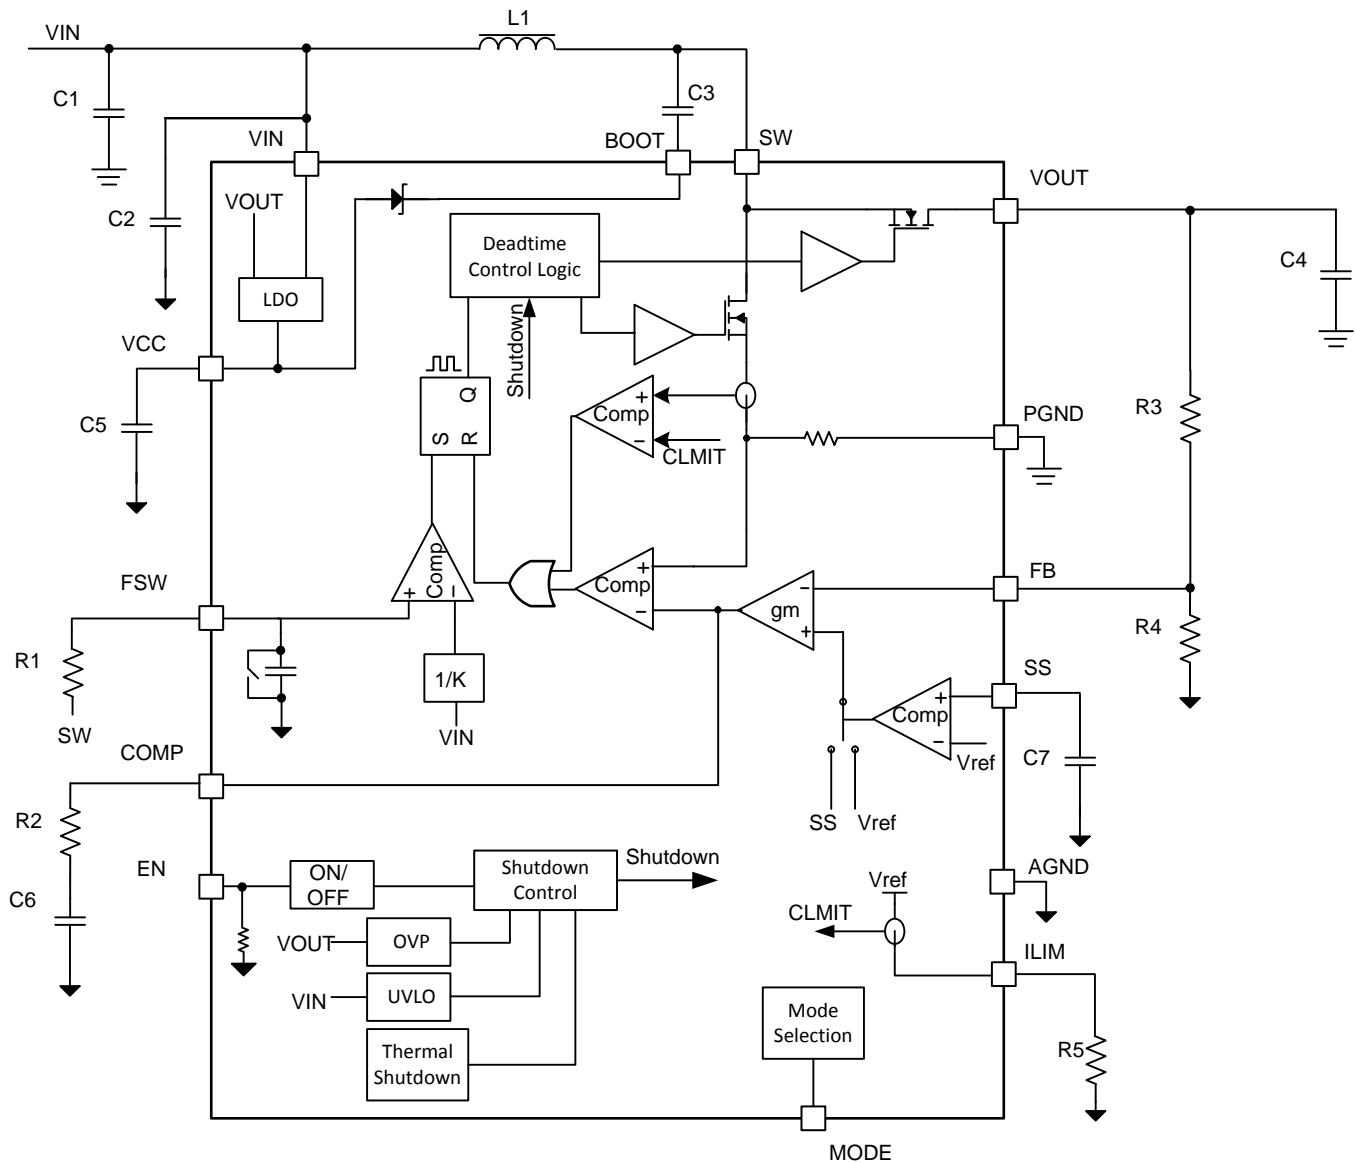 VIN
L1
C1
C3
VIN
BOOT
SW
VOUT
VOUT
C2
Deadtime
Control Logic
C4
LDO
Shutdown
VCC
Q
S
R
Comp
+
−
CLMIT
C5
R3
PGND
FSW
Comp
+
−
Comp
+
−
gm
−
+
FB
R4
R1
1/K
SW
VIN
SS
Comp
+
−
Vref
C7
COMP
SS
Vref
R2
EN
ON/
OFF
Shutdown
Control
Shutdown
AGND
Vref
C6
CLMIT
VOUT
OVP
ILIM
VIN
UVLO
Mode
Selection
Thermal
Shutdown
R5
MODE